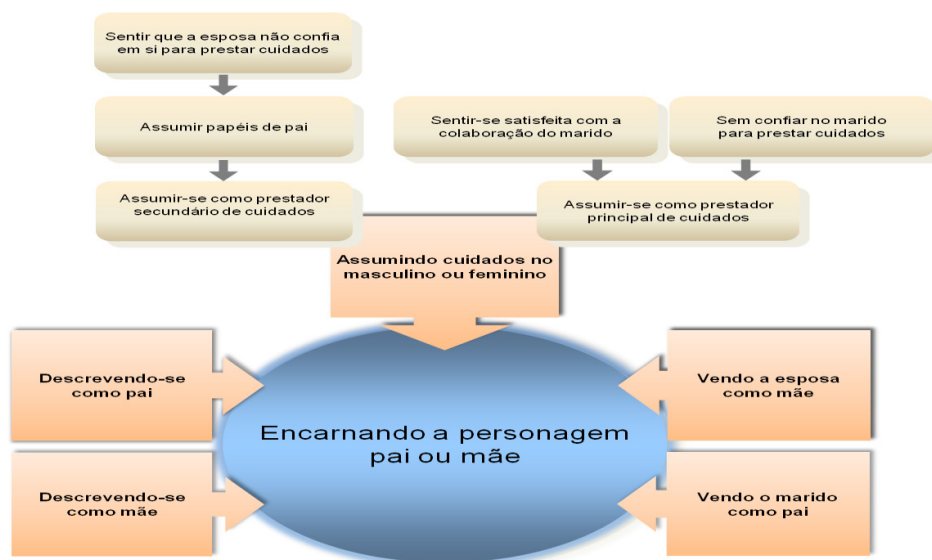 Sentir que a esposa não confia
em si para prestar cuidados
Assumir papéis de pai
Sentir-se satisfeita com a
colaboração do marido
Sem confiar no marido
para prestar cuidados
Assumir-se como prestador
secundário de cuidados
Assumir-se como prestador
principal de cuidados
Assumindo cuidados no
masculino ou feminino
Descrevendo-se
como pai
Vendo a esposa
como mãe
Encarnando a personagem
pai ou mãe
Descrevendo-se
como mãe
Vendo o marido
como pai